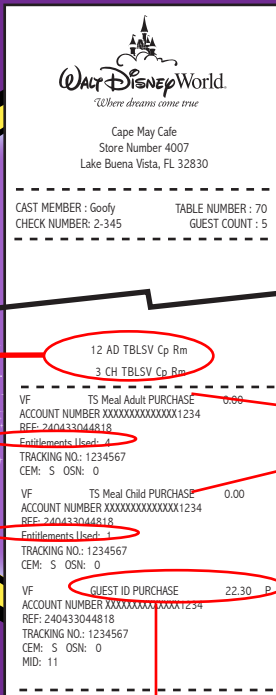 WALT DISNEY World.
Where dreams come true
Cape May Cafe
Store Number 4007
Lake Buena Vista, FL 32830
CAST MEMBER : Goofy TABLE NUMBER : 70
CHECK NUMBER: 2-345 GUEST COUNT : 5
12 AD TBLSV Cp Rm
3 CH TBLSV Cp Rm
VF TS Meal Adult PURCHASE 0.00
ACCOUNT NUMBER XXXXXXXXXXXXXX1234
REF: 240433044818
Entitlements Used: 4
TRACKING NO.: 1234567
CEM: S OSN: 0
VF TS Meal Child PURCHASE 0.00
ACCOUNT NUMBER XXXXXXXXXXXXXX1234
REF: 240433044818
Entitlements Used: 1
TRACKING NO.: 1234567
CEM: S OSN: 0
VF GUEST ID PURCHASE 22.30 P
ACCOUNT NUMBER XXXXXXXXXXXXXX1234
REF: 240433044818
TRACKING NO.: 1234567
CEM: S OSN: 0
MID: 11